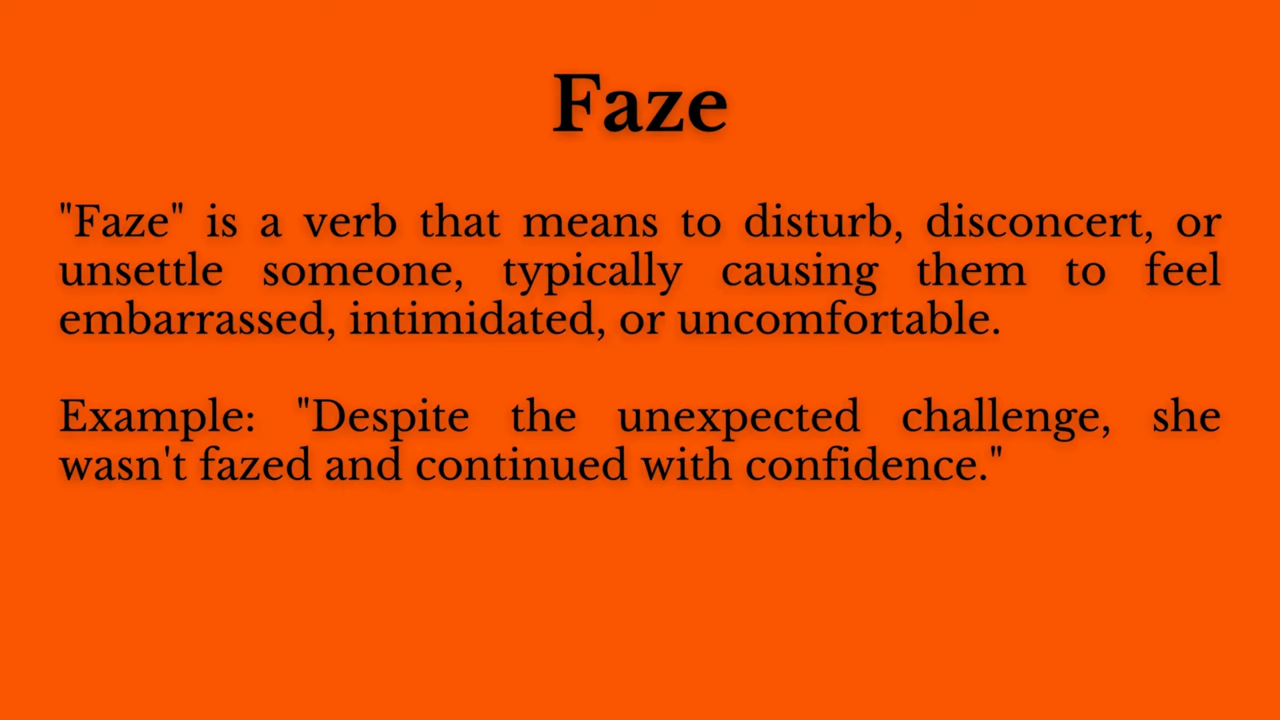 Faze
"Faze" is a verb that means to disturb, disconcert, or
unsettle someone, typically causing them to feel
embarrassed, intimidated, or uncomfortable.
Example: "Despite the unexpected challenge, she
wasn't fazed and continued with confidence."